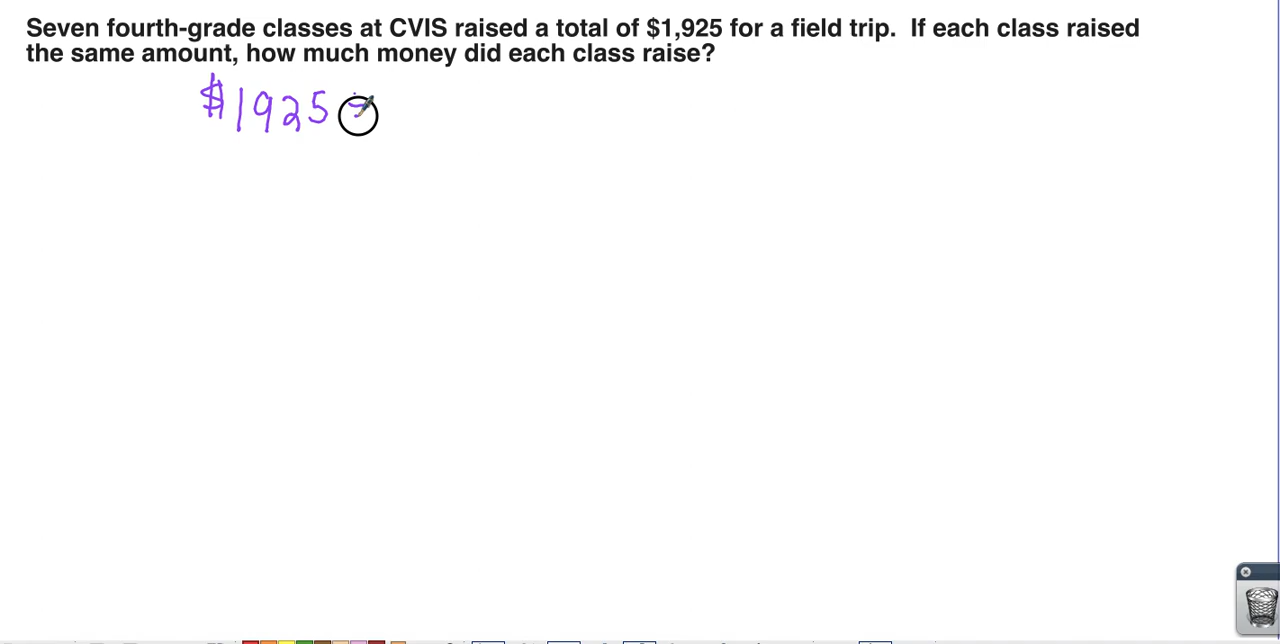 Seven fourth-grade classes at CVIS raised a total of $1,925 for a field trip.  If each class raised
the same amount, how much money did each class raise?
$1925 ÷